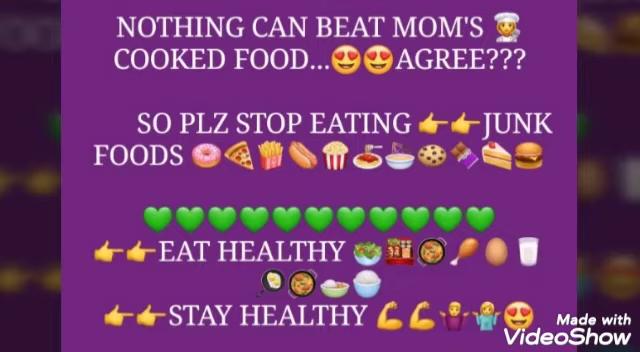 NOTHING CAN BEAT MOM'S 👩‍🍳
COOKED FOOD...😍😍AGREE???
SO PLZ STOP EATING 👉👉JUNK
FOODS 🍩🍕🍟🌭🍿🍝🍜🍪🍫🍰🍔
💚💚💚💚💚💚💚💚💚💚💚
👉👉EAT HEALTHY 🥗🍱🥘🍗🥚🥛
🍳🥘🍲🍚
👉👉STAY HEALTHY 💪💪🤷‍♀️🤷‍♂️😍
Made with
VideoShow